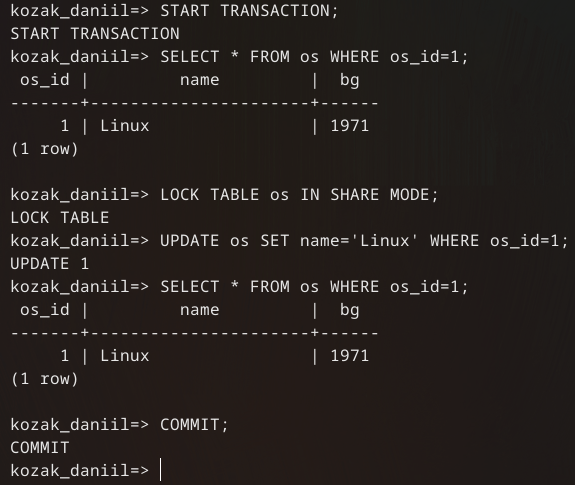 kozak_daniil=> START TRANSACTION;
START TRANSACTION
kozak_daniil=> SELECT * FROM os WHERE os_id=1;
 os_id |         name         |  bg
-------+----------------------+------
     1 | Linux                | 1971
(1 row)

kozak_daniil=> LOCK TABLE os IN SHARE MODE;
LOCK TABLE
kozak_daniil=> UPDATE os SET name='Linux' WHERE os_id=1;
UPDATE 1
kozak_daniil=> SELECT * FROM os WHERE os_id=1;
 os_id |         name         |  bg
-------+----------------------+------
     1 | Linux                | 1971
(1 row)

kozak_daniil=> COMMIT;
COMMIT
kozak_daniil=>